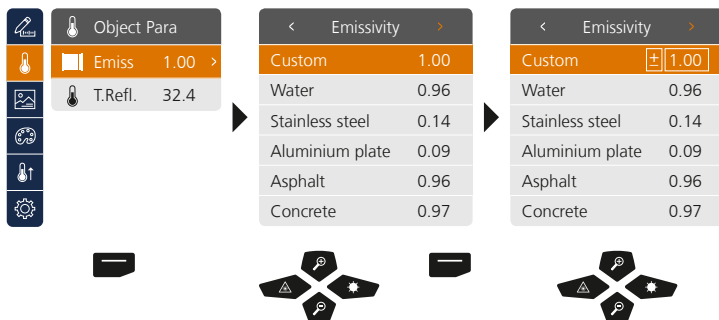 Object Para
Emiss 1.00 >
T.Refl. 32.4
< Emissivity >
Custom 1.00
Water 0.96
Stainless steel 0.14
Aluminium plate 0.09
Asphalt 0.96
Concrete 0.97
< Emissivity >
Custom ± 1.00
Water 0.96
Stainless steel 0.14
Aluminium plate 0.09
Asphalt 0.96
Concrete 0.97